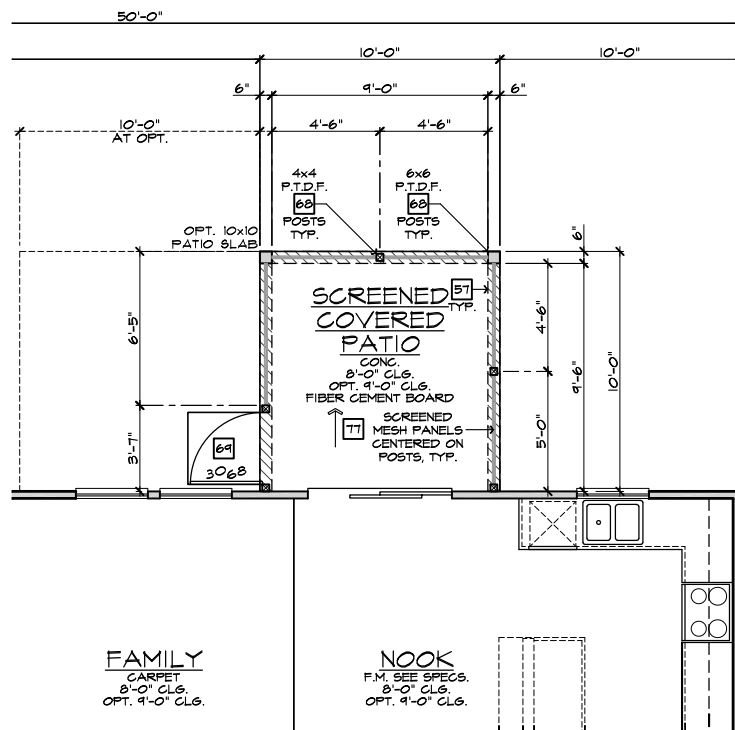 50'-0"
10'-0"
10'-0"
6"
9'-0"
6"
10'-0"
AT OPT.
4'-6"
4'-6"
4x4
P.T.D.F.
68
POSTS
TYP.
6x6
P.T.D.F.
68
POSTS
TYP.
OPT. 10x10
PATIO SLAB
6"
57
TYP.
SCREENED
COVERED
PATIO
CONC.
8'-0" CLG.
OPT. 9'-0" CLG.
FIBER CEMENT BOARD
6'-5"
4'-6"
9'-6"
10'-0"
77
SCREENED
MESH PANELS
CENTERED ON
POSTS, TYP.
3'-7"
5'-0"
69
3068
FAMILY
CARPET
8'-0" CLG.
OPT. 9'-0" CLG.
NOOK
F.M. SEE SPECS.
8'-0" CLG.
OPT. 9'-0" CLG.